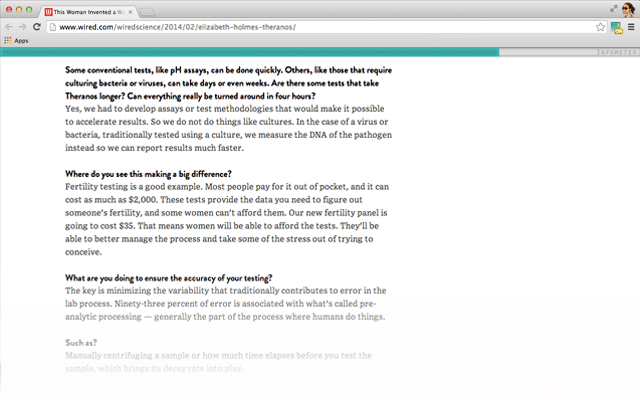 This Woman Invented a W
www.wired.com/wiredscience/2014/02/elizabeth-holmes-theranos/
Apps
INFOMETER
Some conventional tests, like pH assays, can be done quickly. Others, like those that require
culturing bacteria or viruses, can take days or even weeks. Are there some tests that take
Theranos longer? Can everything really be turned around in four hours?
Yes, we had to develop assays or test methodologies that would make it possible
to accelerate results. So we do not do things like cultures. In the case of a virus or
bacteria, traditionally tested using a culture, we measure the DNA of the pathogen
instead so we can report results much faster.
Where do you see this making a big difference?
Fertility testing is a good example. Most people pay for it out of pocket, and it can
cost as much as $2,000. These tests provide the data you need to figure out
someone's fertility, and some women can't afford them. Our new fertility panel is
going to cost $35. That means women will be able to afford the tests. They'll be
able to better manage the process and take some of the stress out of trying to
conceive.
What are you doing to ensure the accuracy of your testing?
The key is minimizing the variability that traditionally contributes to error in the
lab process. Ninety-three percent of error is associated with what's called pre-
analytic processing — generally the part of the process where humans do things.
Such as?
Manually centrifuging a sample or how much time elapses before you test the
sample, which brings its decay rate into play.